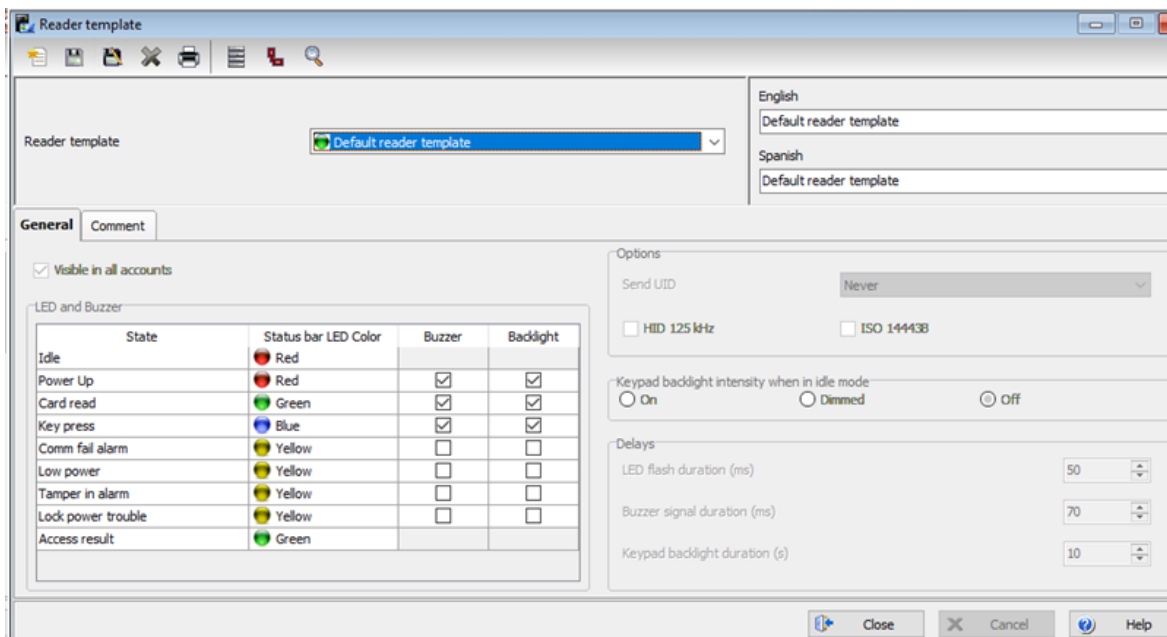 Reader template
English
Default reader template
Reader template
Default reader template
Spanish
Default reader template
General
Comment
Visible in all accounts
LED and Buzzer
State Status bar LED Color Buzzer Backlight
Idle Red
Power Up Red
Card read Green
Key press Blue
Comm fail alarm Yellow
Low power Yellow
Tamper in alarm Yellow
Lock power trouble Yellow
Access result Green
Options
Send UID Never
HID 125 kHz ISO 14443B
Keypad backlight intensity when in idle mode
On Dimmed Off
Delays
LED flash duration (ms) 50
Buzzer signal duration (ms) 70
Keypad backlight duration (s) 10
Close Cancel Help